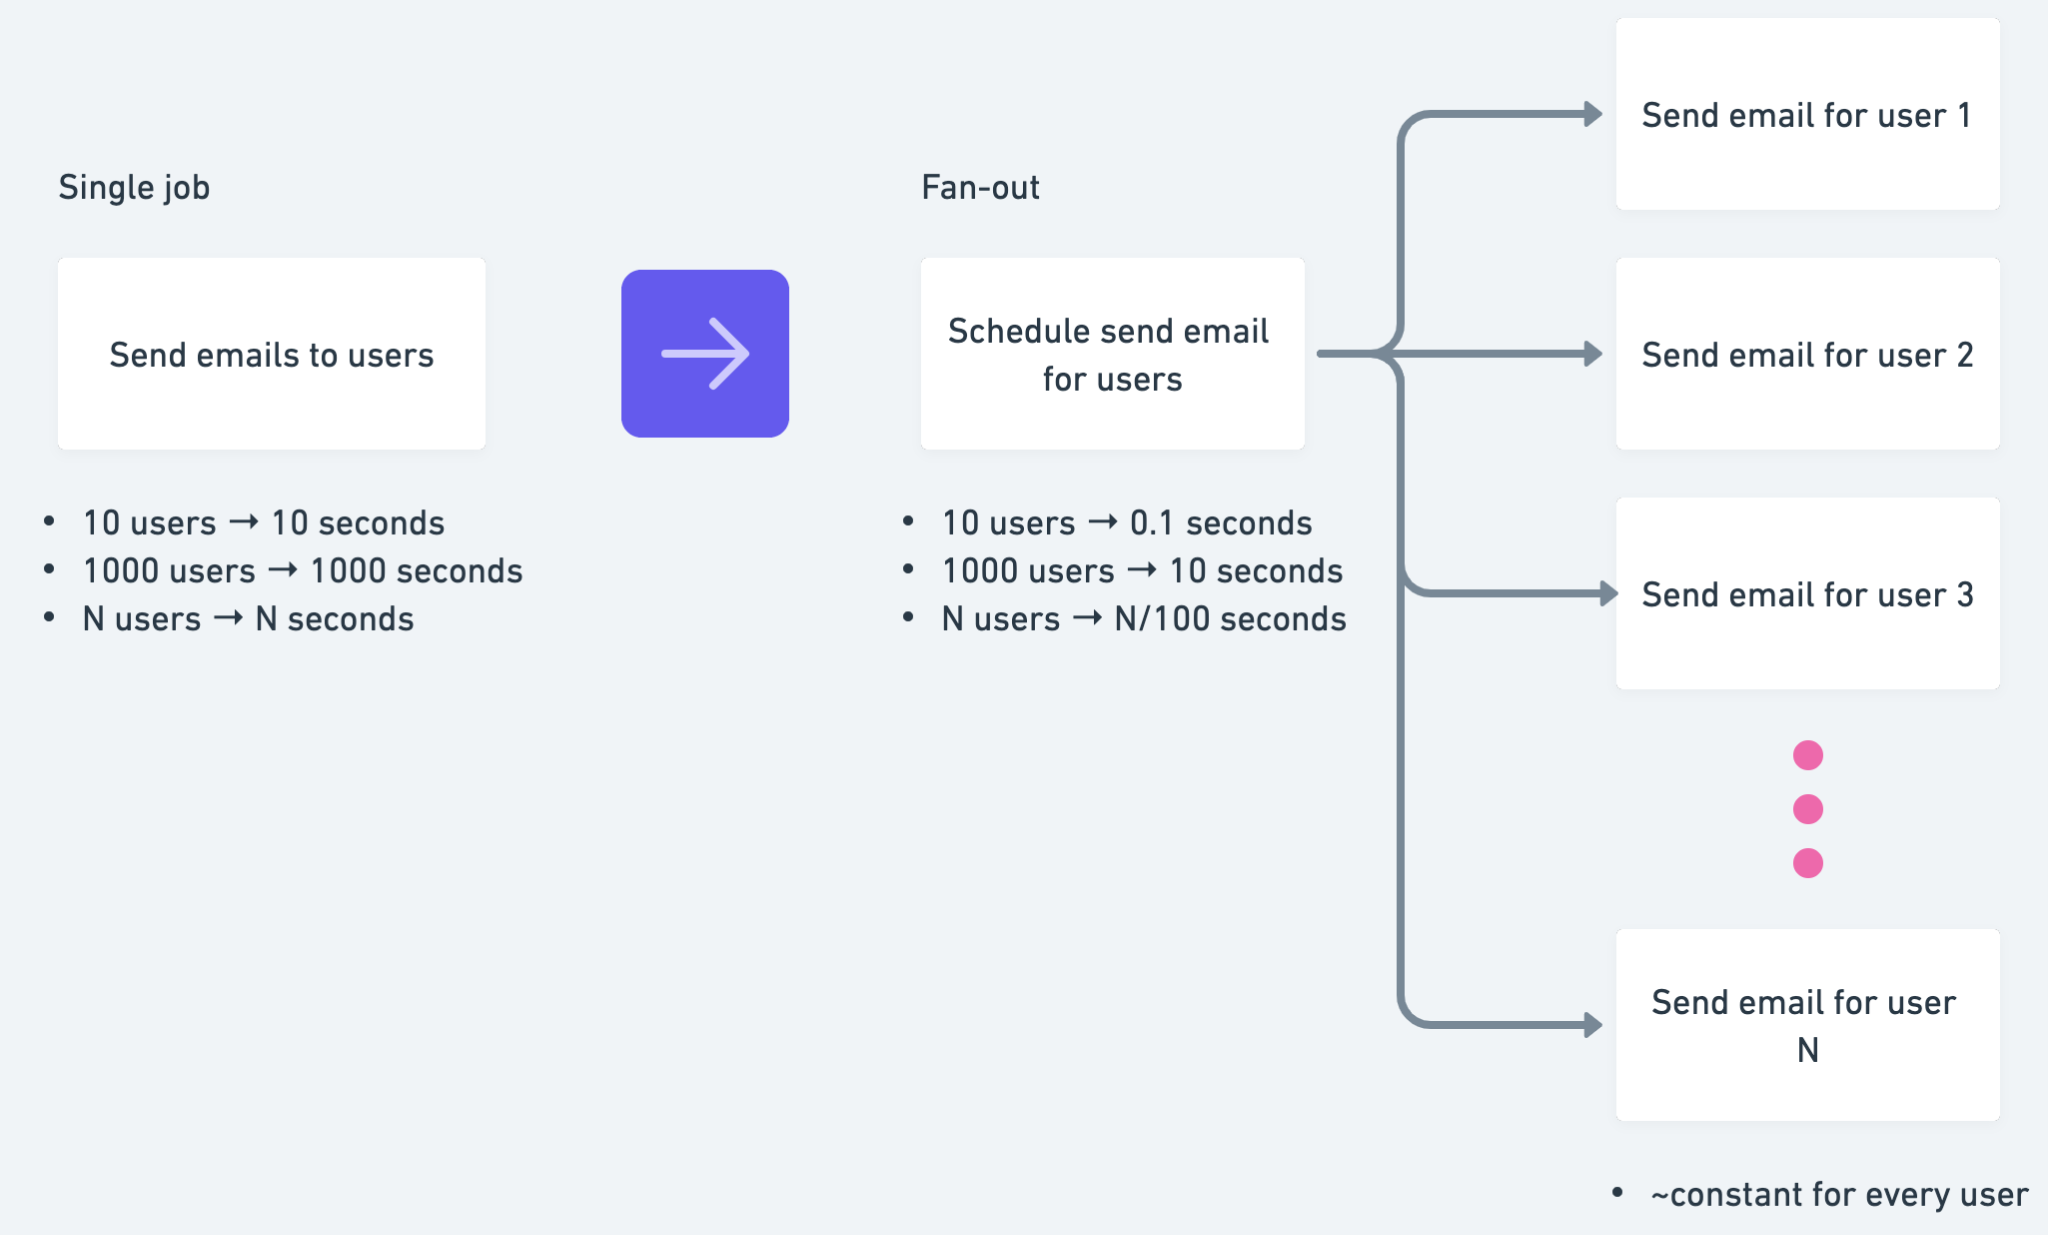 Single job
Send emails to users
• 10 users → 10 seconds
• 1000 users → 1000 seconds
• N users → N seconds
Fan-out
Schedule send email
for users
• 10 users → 0.1 seconds
• 1000 users → 10 seconds
• N users → N/100 seconds
Send email for user 1
Send email for user 2
Send email for user 3
Send email for user
N
• ~constant for every user